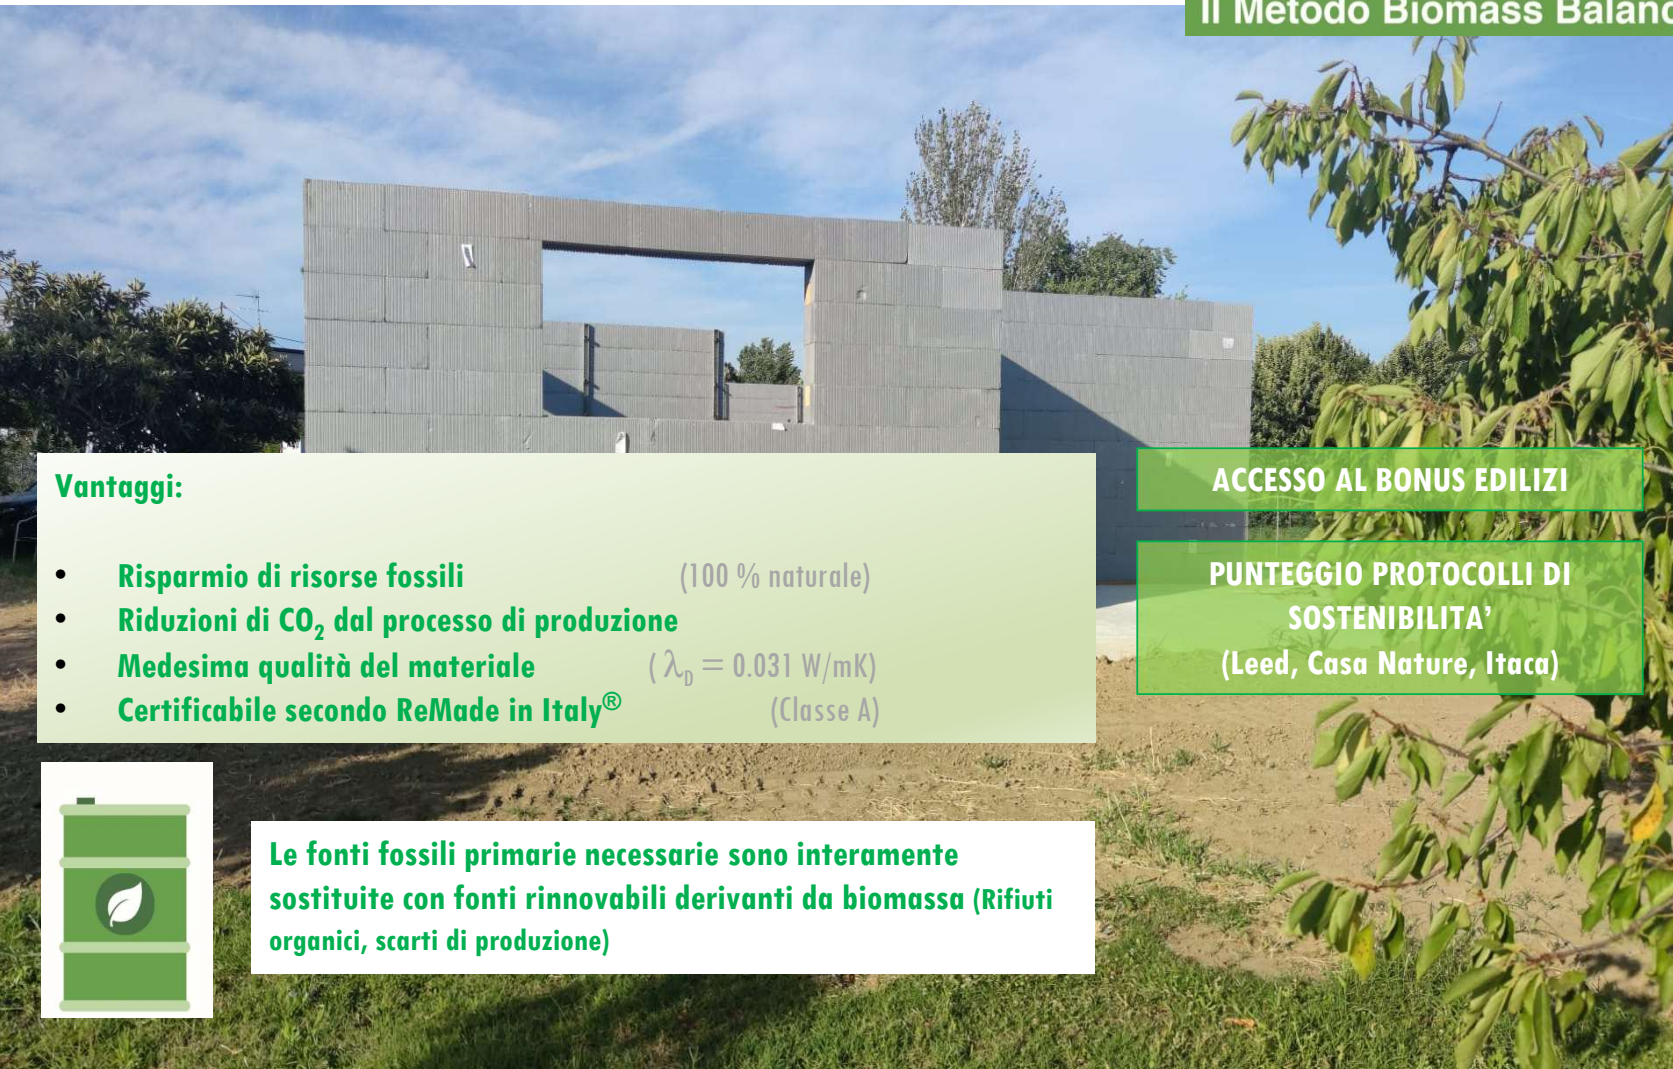 Il Metodo Biomass Balanc
Vantaggi:
• Risparmio di risorse fossili (100 % naturale)
• Riduzioni di CO₂ dal processo di produzione
• Medesima qualità del materiale ( λD = 0.031 W/mK)
• Certificabile secondo ReMade in Italy® (Classe A)
ACCESSO AL BONUS EDILIZI
PUNTEGGIO PROTOCOLLI DI
SOSTENIBILITA’
(Leed, Casa Nature, Itaca)
Le fonti fossili primarie necessarie sono interamente
sostituite con fonti rinnovabili derivanti da biomassa (Rifiuti
organici, scarti di produzione)